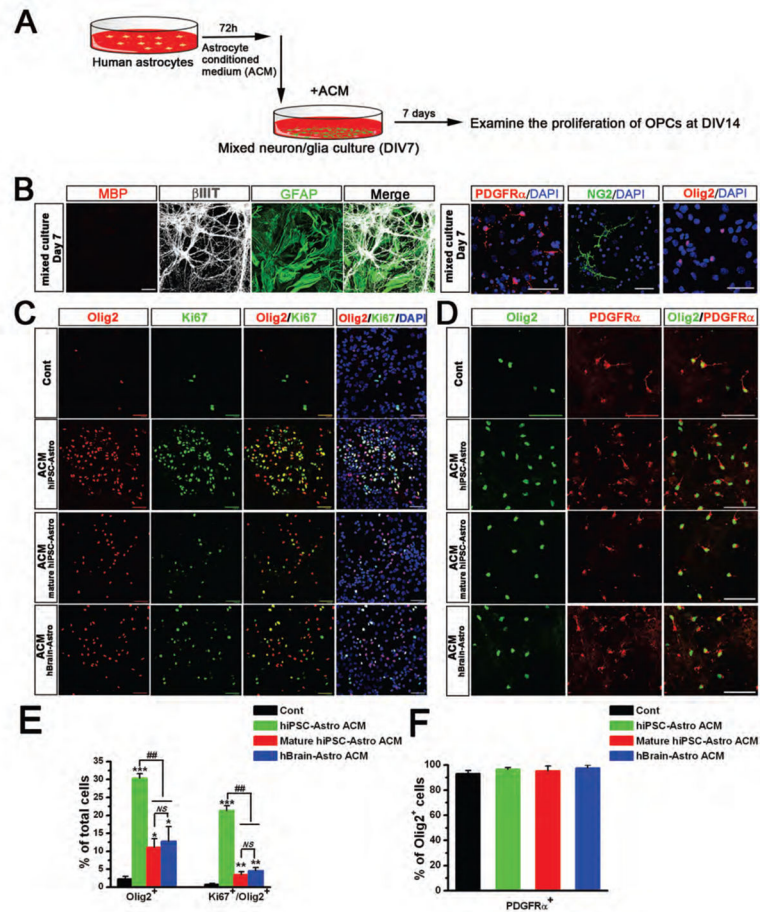 A
72h
Astrocyte
conditioned
medium (ACM)
Human astrocytes
+ACM
7 days
Examine the proliferation of OPCs at DIV14
Mixed neuron/glia culture (DIV7)
B
MBP
βIIIT
GFAP
Merge
PDGFRα/DAPI
NG2/DAPI
Olig2/DAPI
mixed culture
Day 7
mixed culture
Day 7
C
Olig2
Ki67
Olig2/Ki67
Olig2/Ki67/DAPI
Cont
ACM
hiPSC-Astro
ACM
mature hiPSC-Astro
ACM
hBrain-Astro
D
Olig2
PDGFRα
Olig2/PDGFRα
Cont
ACM
hiPSC-Astro
ACM
mature hiPSC-Astro
ACM
hBrain-Astro
E
Cont
hiPSC-Astro ACM
Mature hiPSC-Astro ACM
hBrain-Astro ACM
% of total cells
35
30
25
20
15
10
5
0
##
***
NS
*
*
##
***
NS
**
**
Olig2+
Ki67+/Olig2+
F
Cont
hiPSC-Astro ACM
Mature hiPSC-Astro ACM
hBrain-Astro ACM
% of Olig2+ cells
100
80
60
40
20
0
PDGFRα+